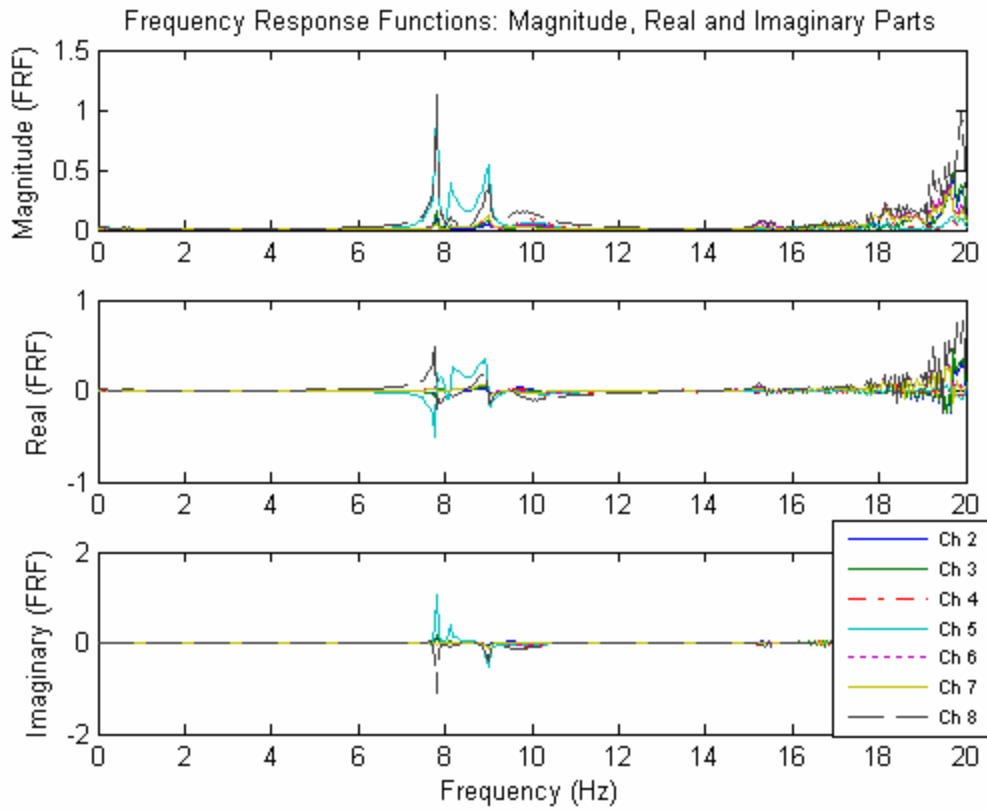 Frequency Response Functions: Magnitude, Real and Imaginary Parts
Magnitude (FRF)
1.5
1
0.5
0
0 2 4 6 8 10 12 14 16 18 20
Real (FRF)
1
0
-1
0 2 4 6 8 10 12 14 16 18 20
Imaginary (FRF)
2
0
-2
0 2 4 6 8 10 12 14 16 18 20
Frequency (Hz)
Ch 2
Ch 3
Ch 4
Ch 5
Ch 6
Ch 7
Ch 8